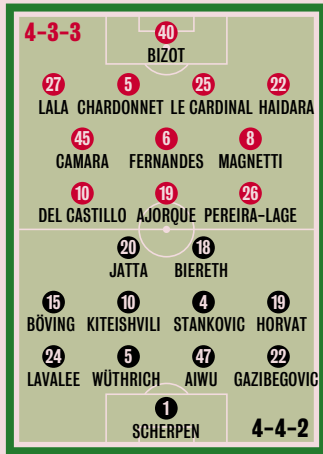 4-3-3
40
BIZOT
27 5 25 22
LALA CHARDONNET LE CARDINAL HAIDARA
45 6 8
CAMARA FERNANDES MAGNETTI
10 19 26
DEL CASTILLO AJORQUE PEREIRA-LAGE
20 18
JATTA BIERETH
15 10 4 19
BÖVING KITEISHVILI STANKOVIC HORVAT
24 5 47 22
LAVALEE WÜTHRICH AIWU GAZIBEGOVIC
1
SCHERPEN
4-4-2